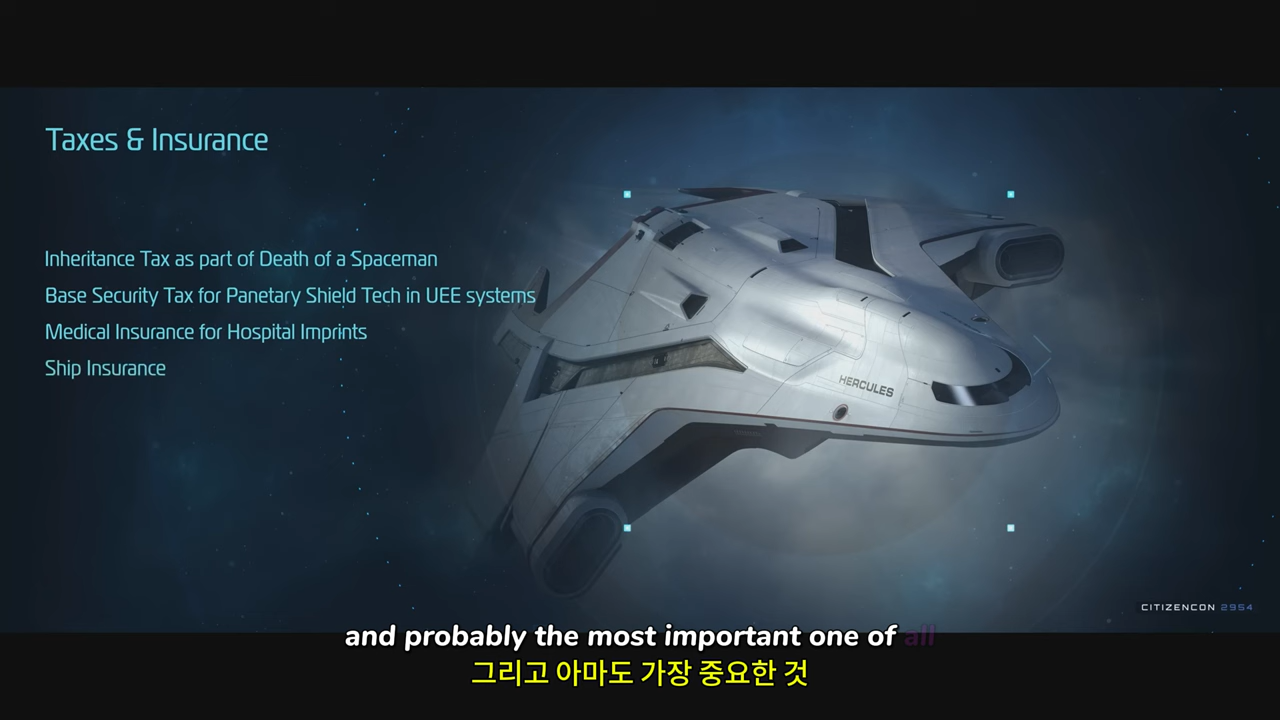 Taxes & Insurance
Inheritance Tax as part of Death of a Spaceman
Base Security Tax for Panetary Shield Tech in UEE systems
Medical Insurance for Hospital Imprints
Ship Insurance
HERCULES
CITIZENCON 2954
and probably the most important one of all
그리고 아마도 가장 중요한 것